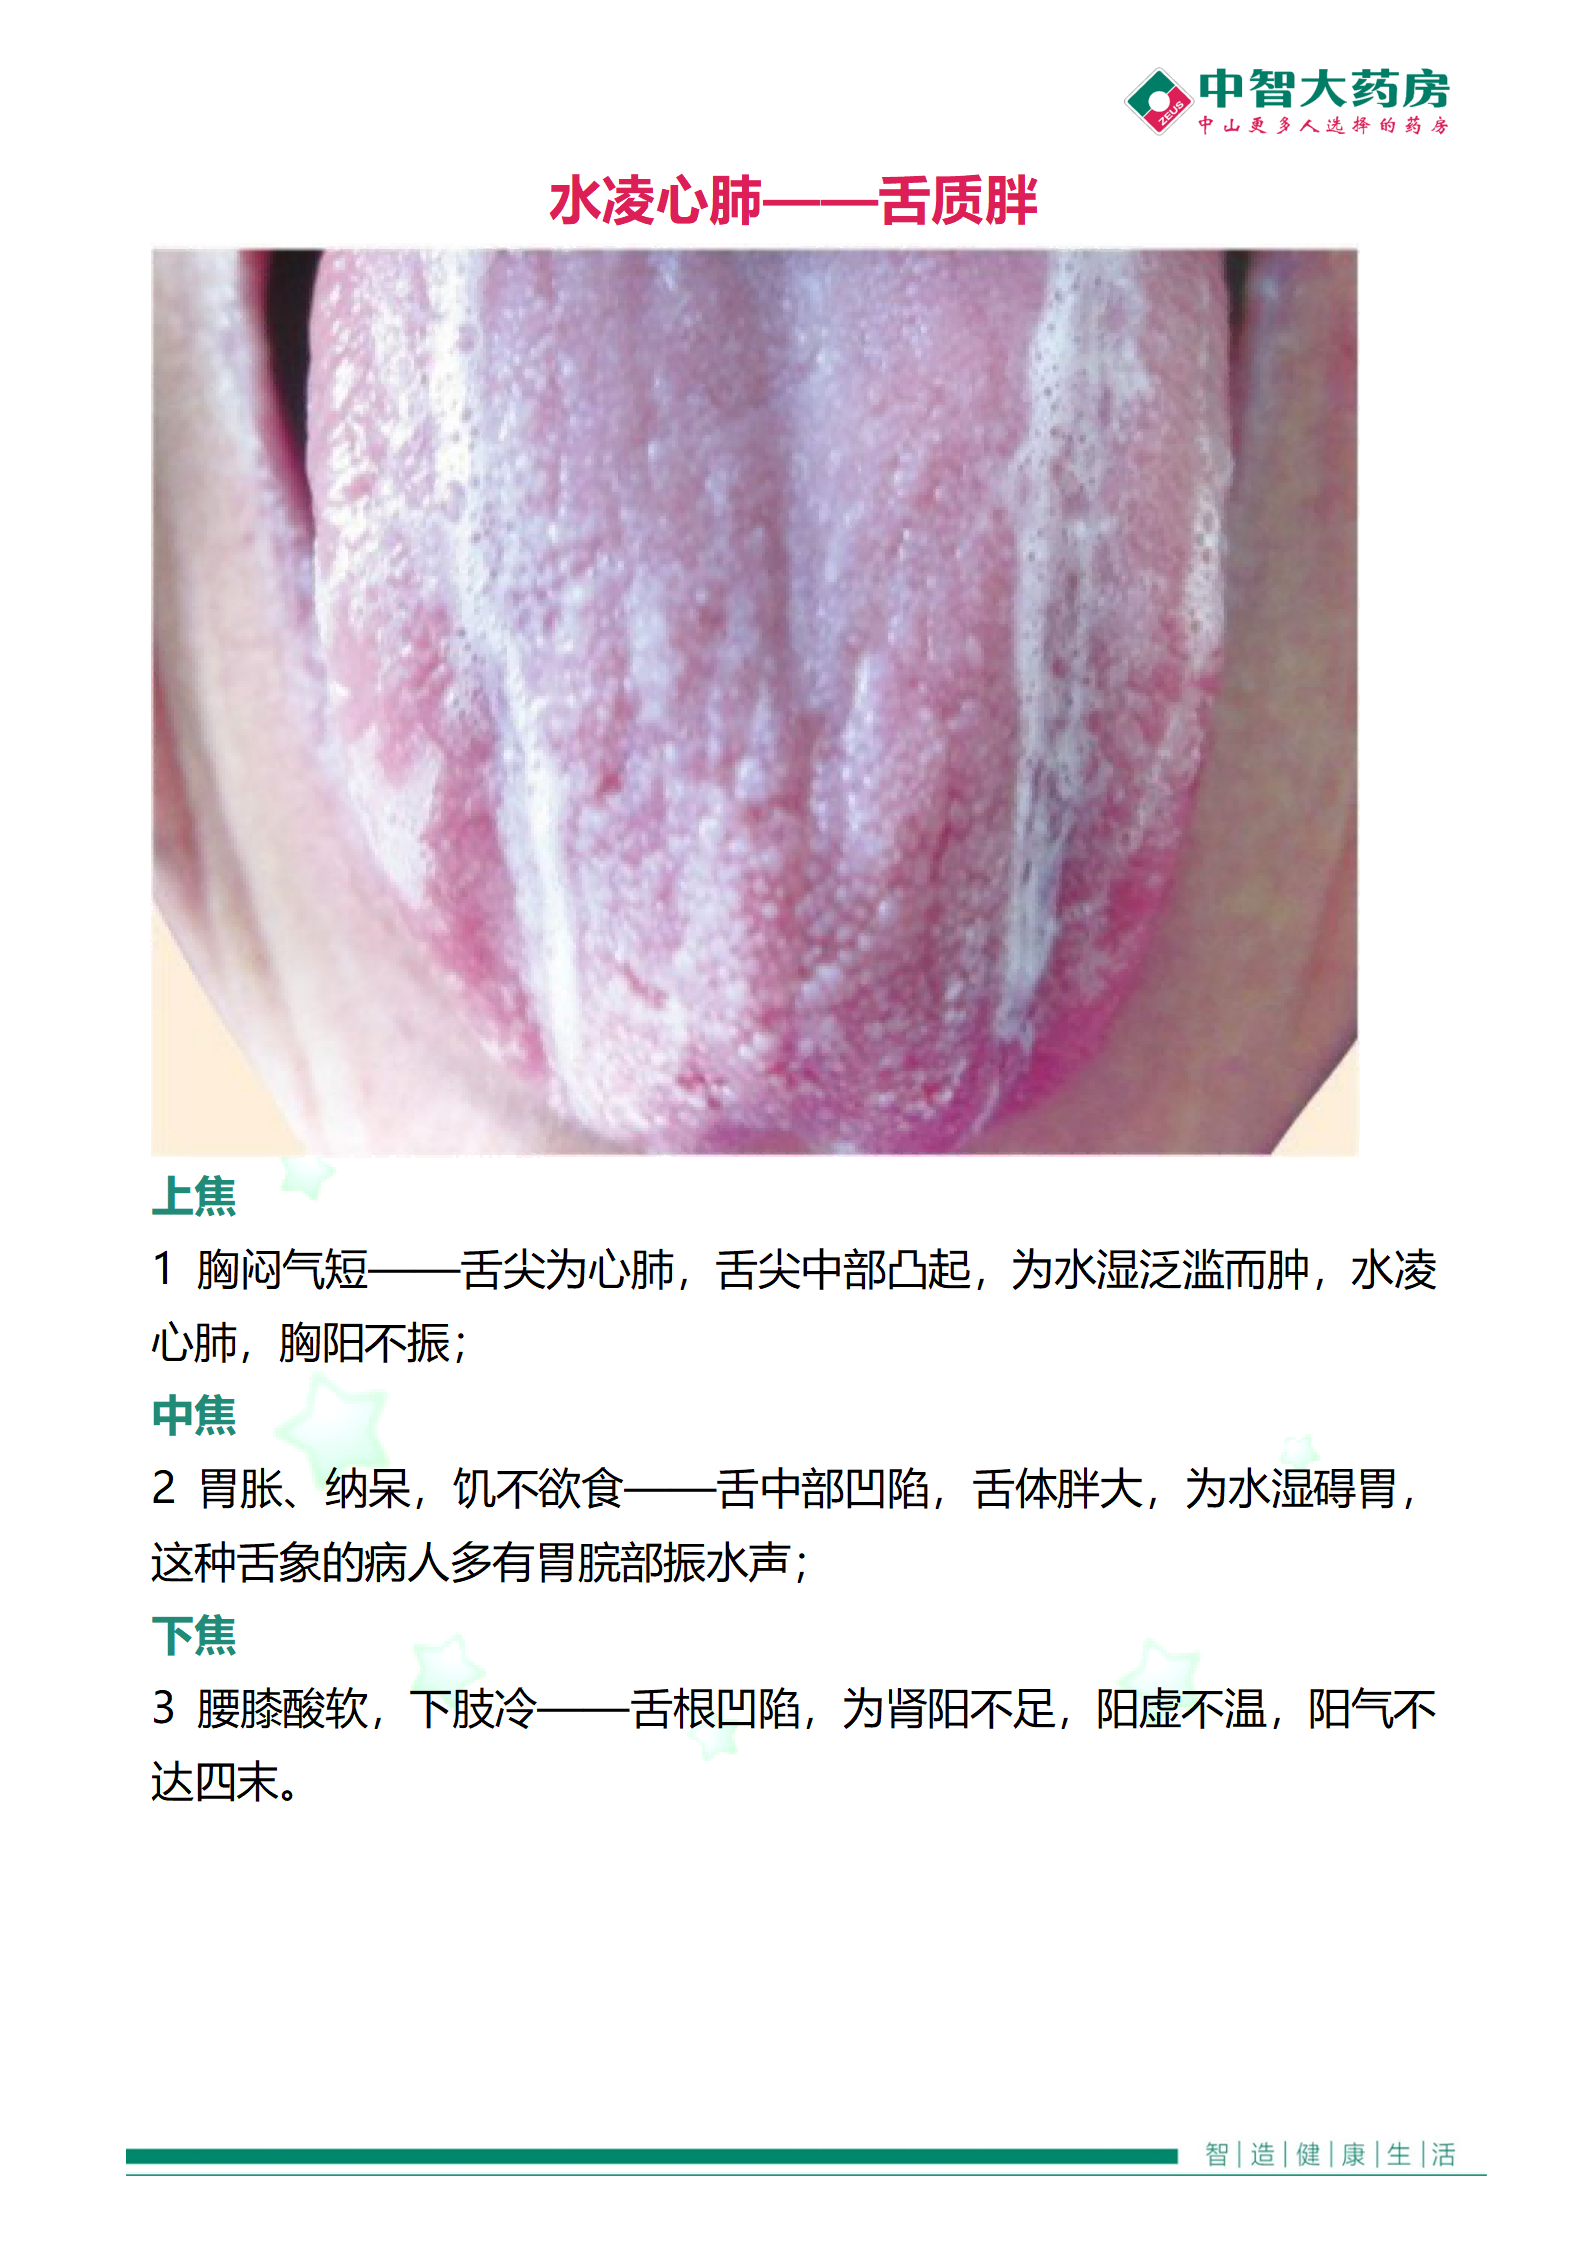 中智大药房
ZEUS
中山更多人选择的药房
水凌心肺——舌质胖
上焦
1 胸闷气短——舌尖为心肺，舌尖中部凸起，为水湿泛滥而肿，水凌
心肺，胸阳不振；
中焦
2 胃胀、纳呆，饥不欲食——舌中部凹陷，舌体胖大，为水湿碍胃，
这种舌象的病人多有胃脘部振水声；
下焦
3 腰膝酸软，下肢冷——舌根凹陷，为肾阳不足，阳虚不温，阳气不
达四末。
智|造|健|康|生|活